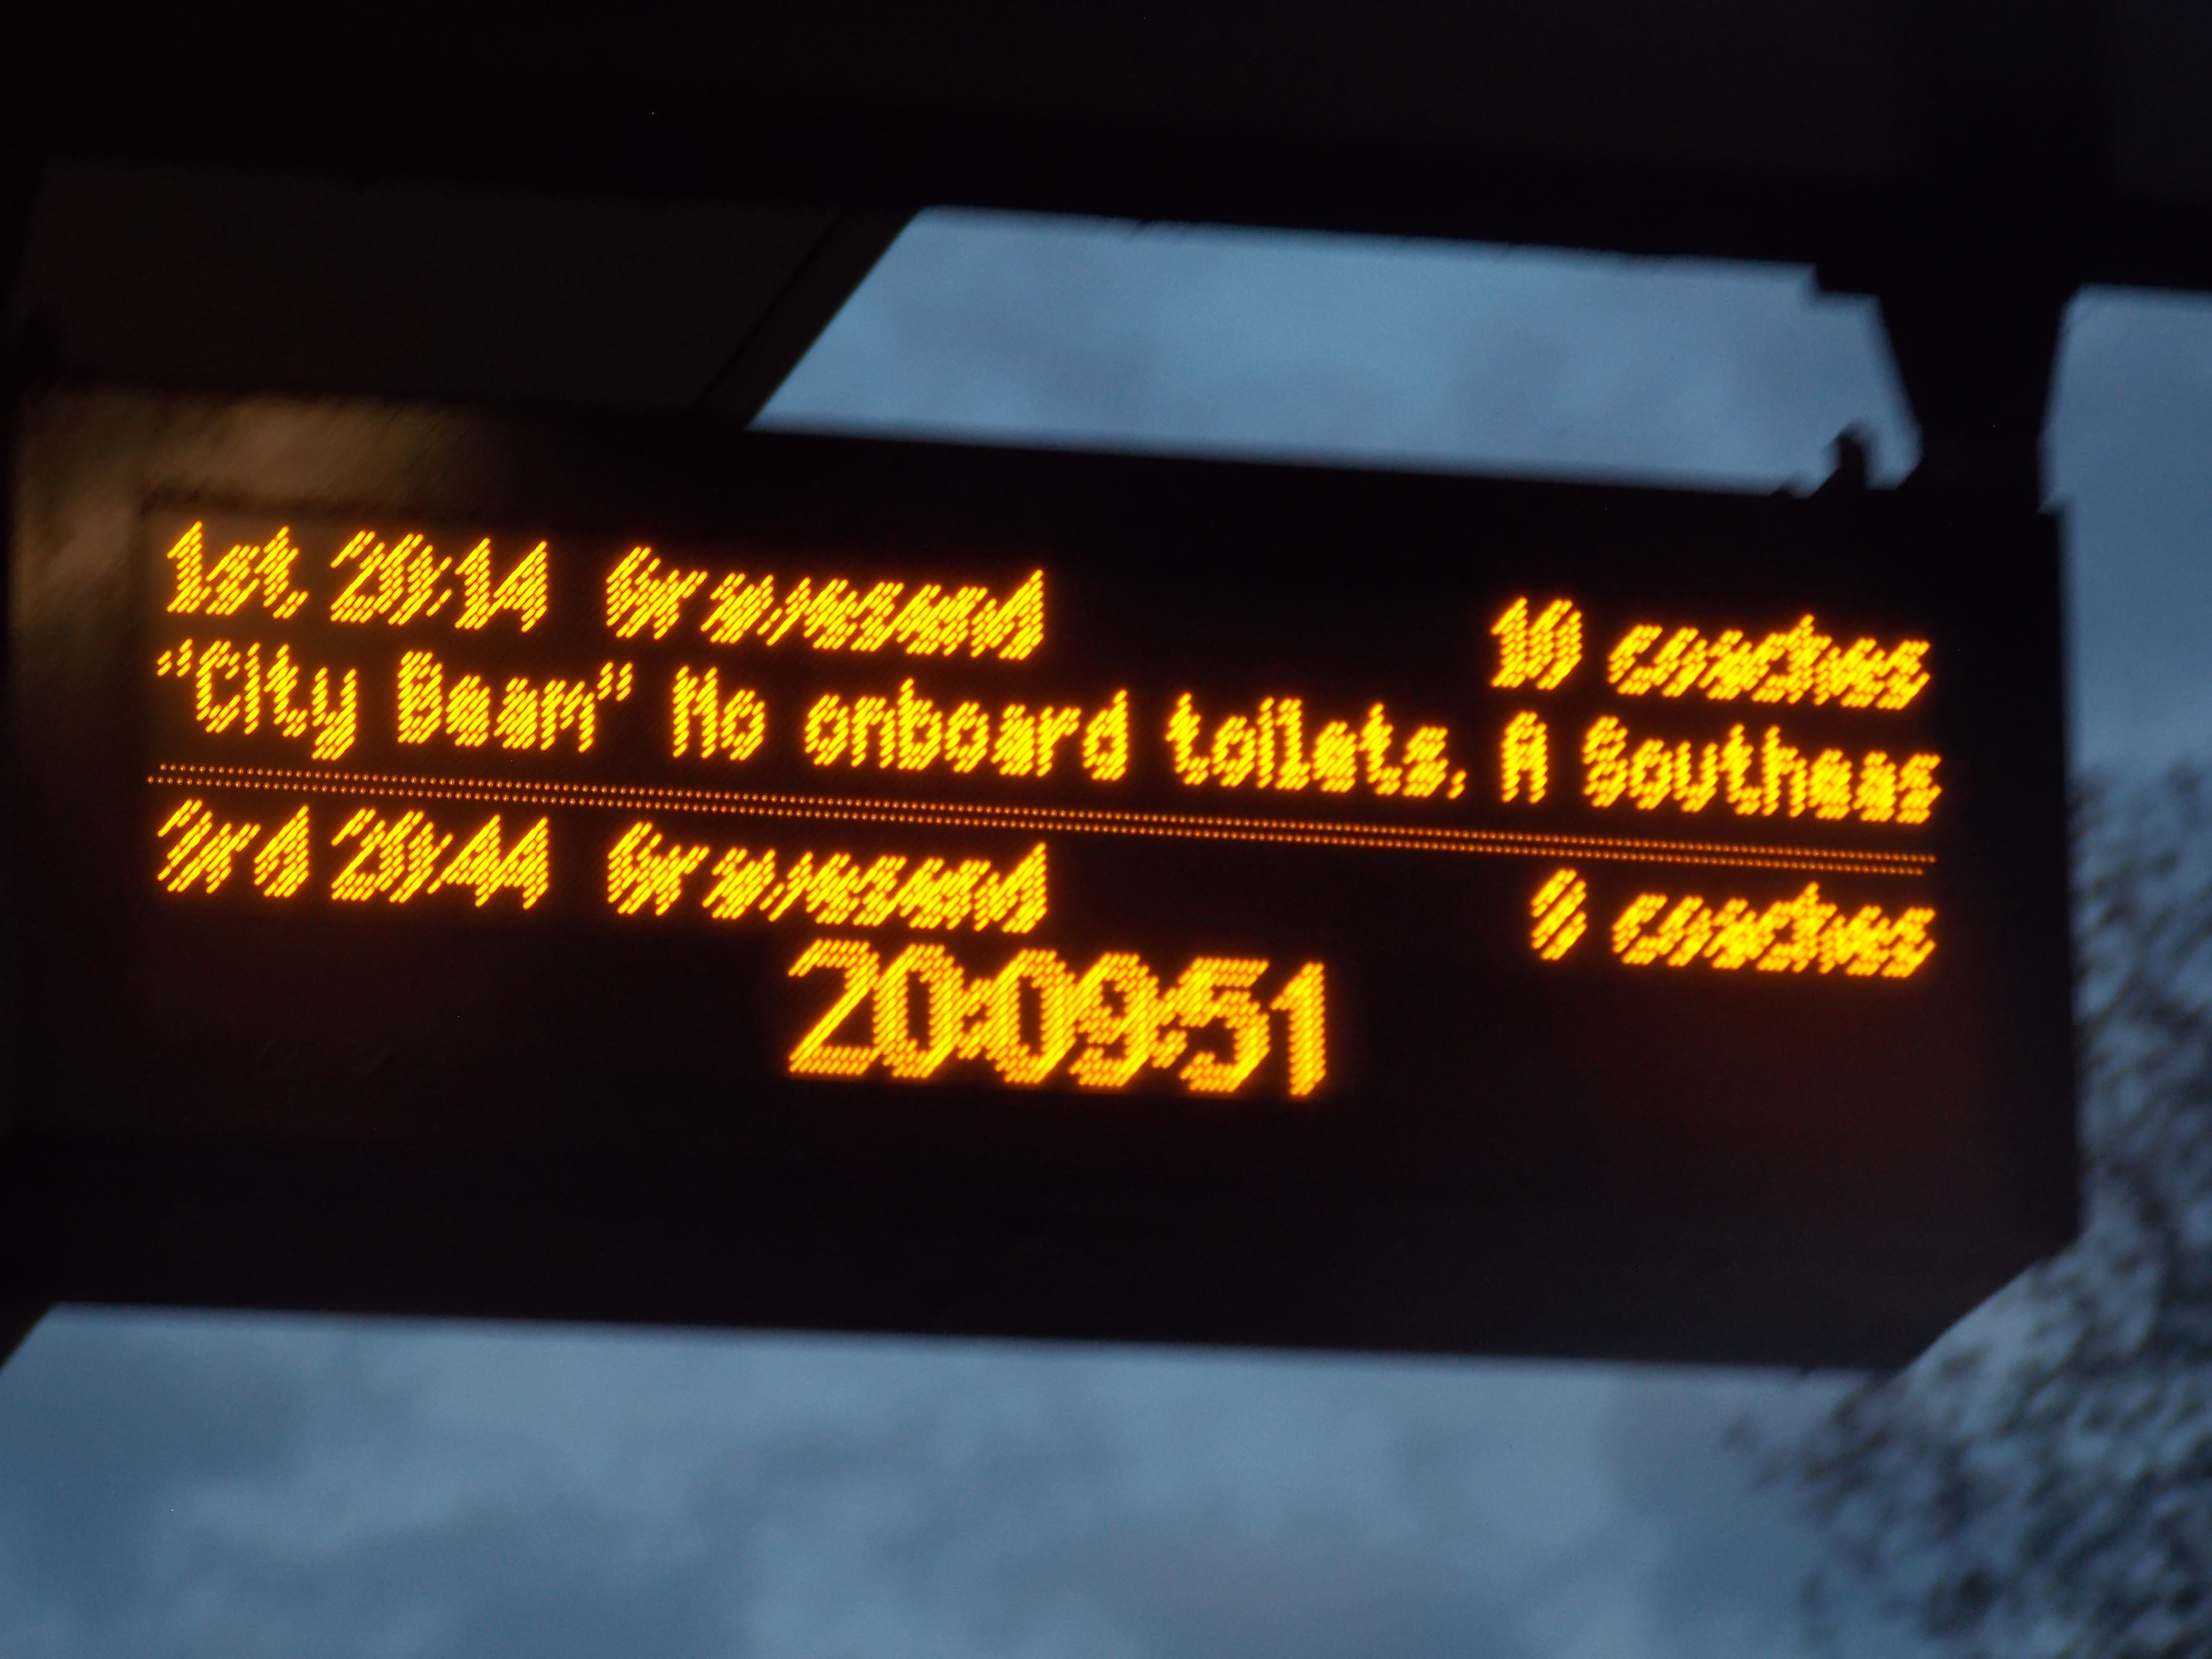 1st 20:14 Gravesend 10 coaches
"City Beam" No onboard toilets. A Southeas
3rd 20:44 Gravesend coaches
20:09:51